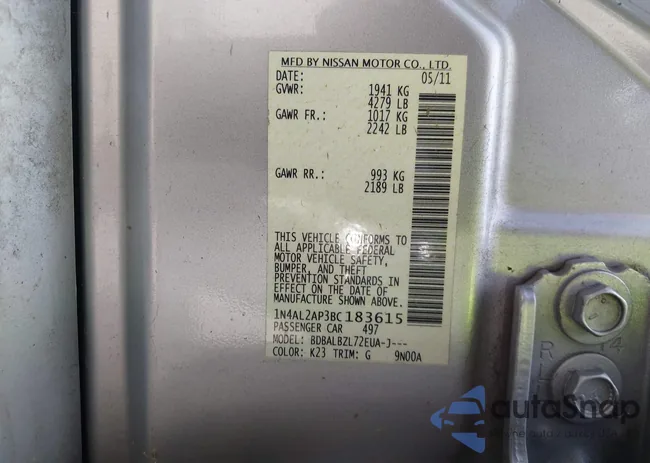 MFD BY NISSAN MOTOR CO., LTD.
DATE: 05/11
GVWR: 1941 KG
4279 LB
GAWR FR.: 1017 KG
2242 LB
GAWR RR.: 993 KG
2189 LB
THIS VEHICLE CONFORMS TO
ALL APPLICABLE FEDERAL
MOTOR VEHICLE SAFETY,
BUMPER, AND THEFT
PREVENTION STANDARDS IN
EFFECT ON THE DATE OF
MANUFACTURE SHOWN ABOVE.
1N4AL2AP3BC183615
PASSENGER CAR 497
MODEL: BDBALBZL72EUA-J---
COLOR: K23 TRIM: G 9N00A
R 14
autoSnap